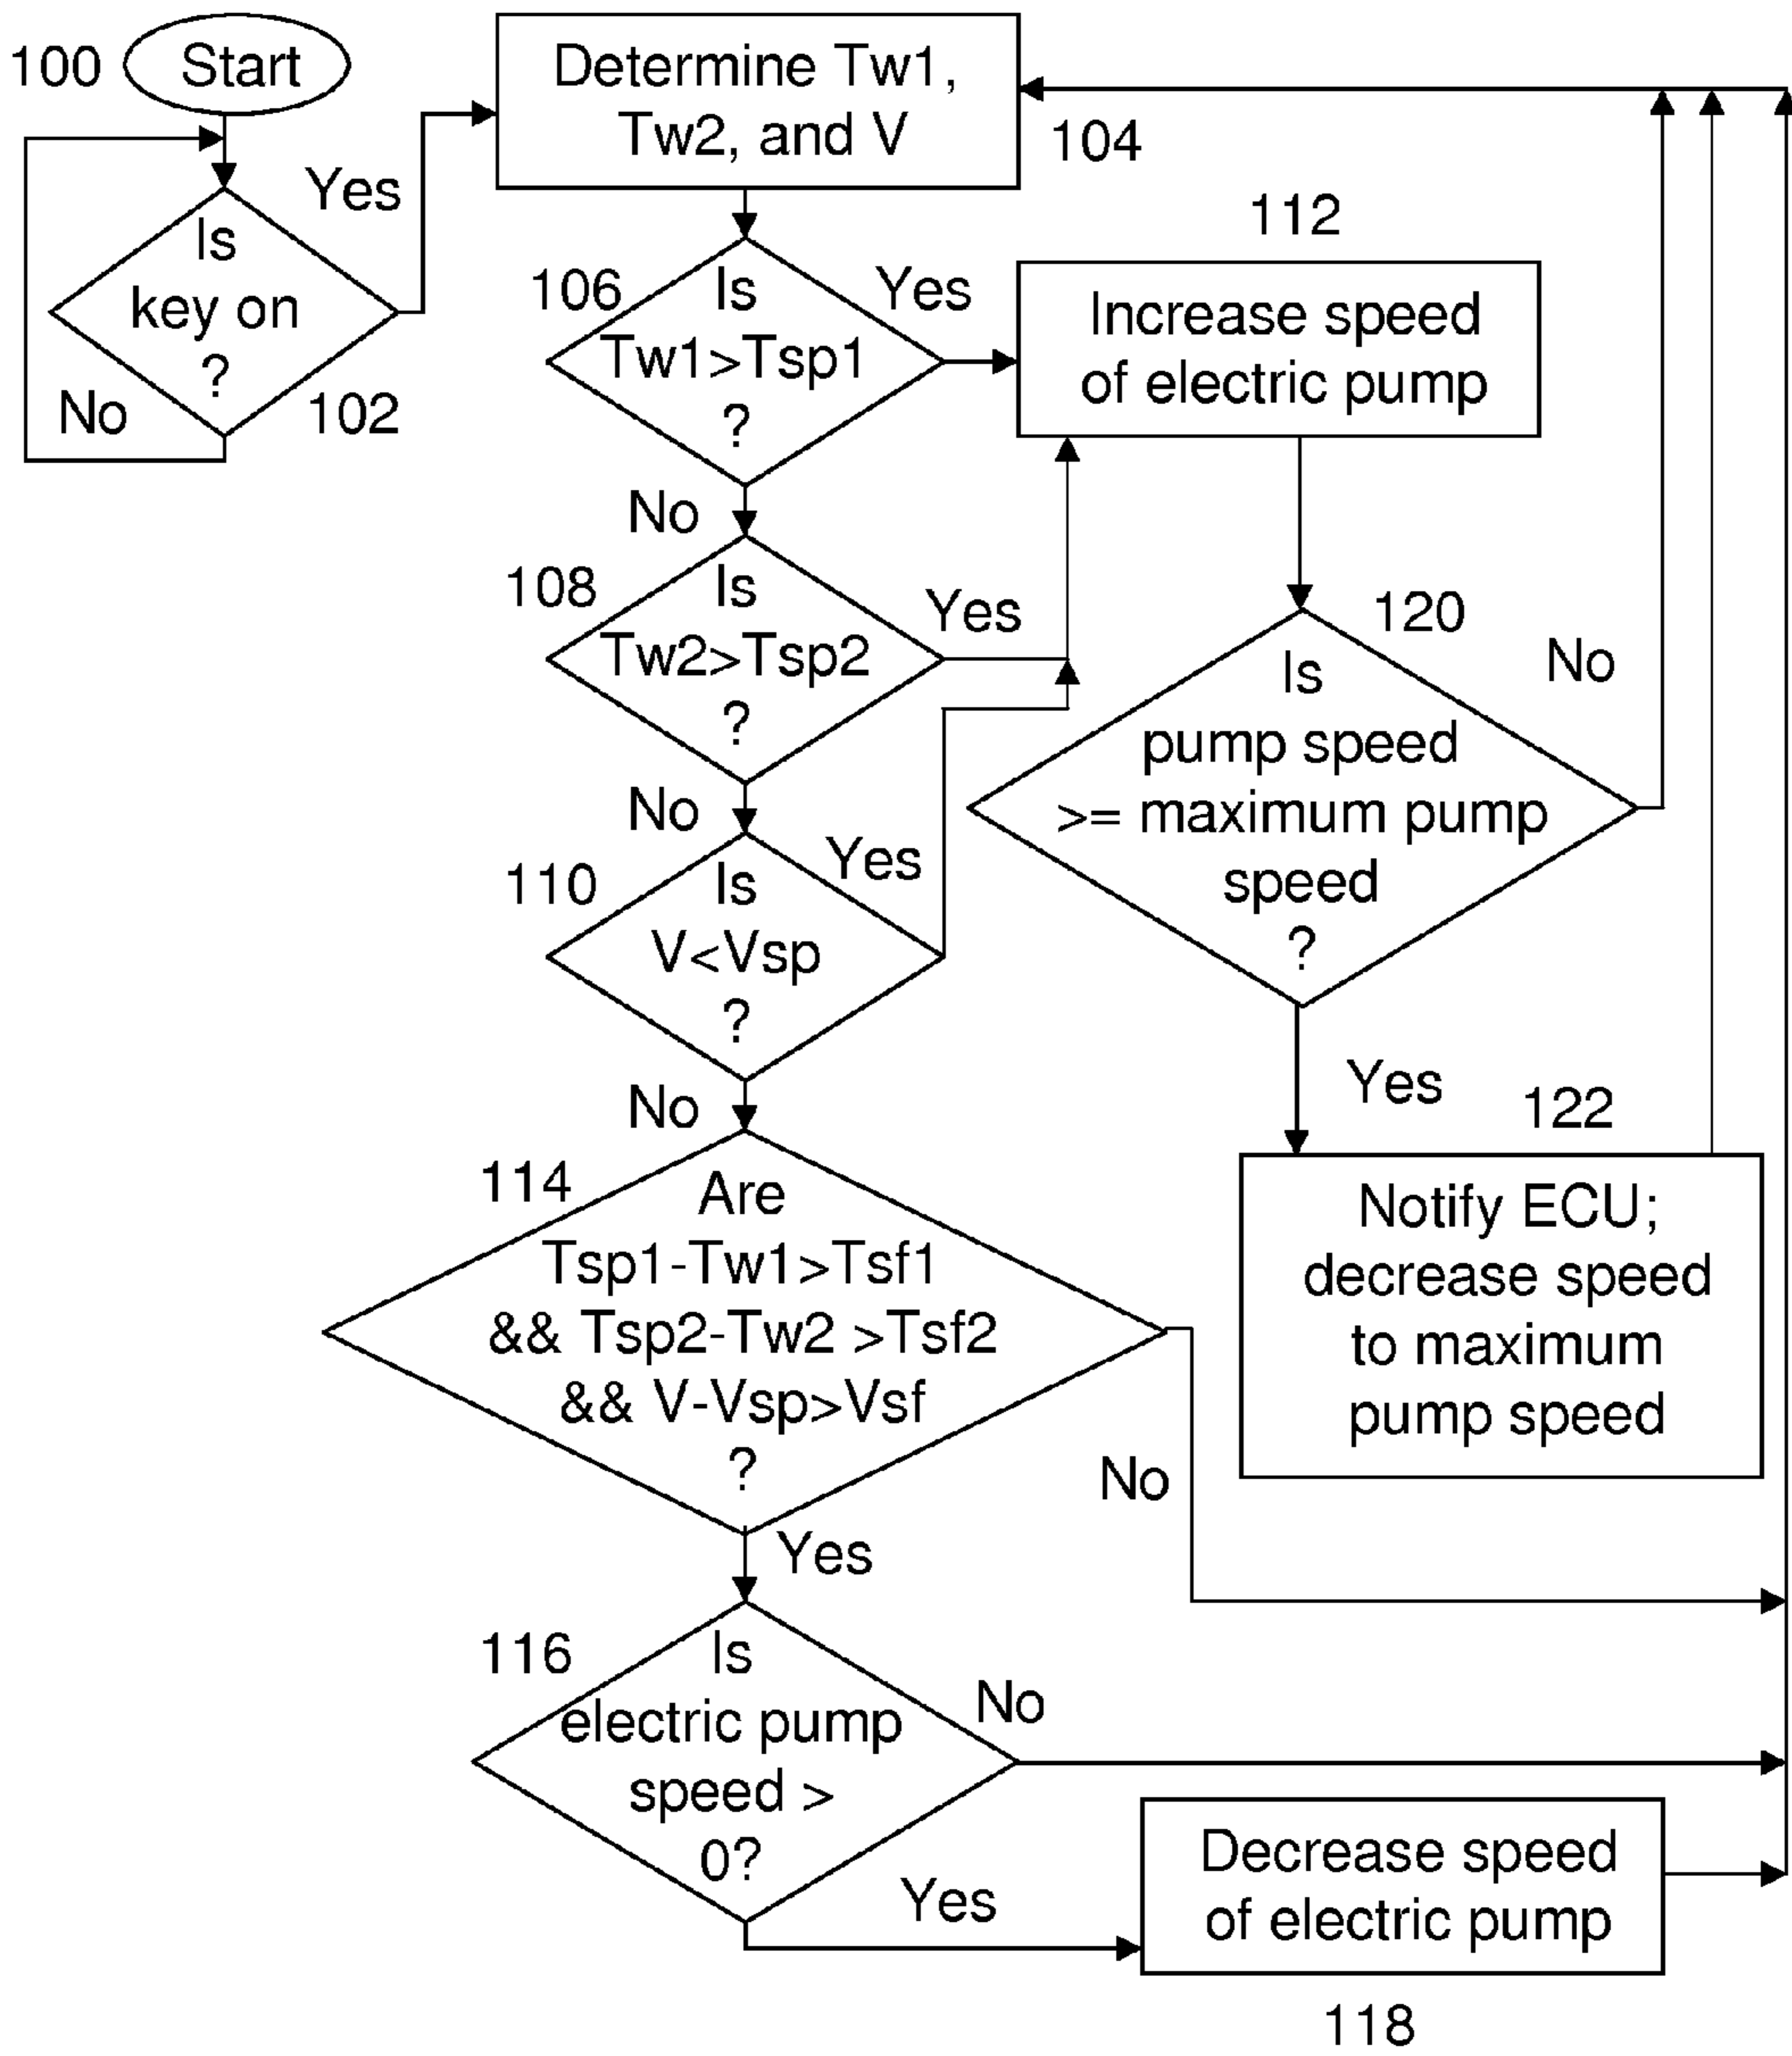 100
Start
Is
key on
?
Yes
No
102
Determine Tw1,
Tw2, and V
104
106
Is
Tw1>Tsp1
?
Yes
No
112
Increase speed
of electric pump
108
Is
Tw2>Tsp2
?
Yes
No
110
Is
V<Vsp
?
Yes
No
120
Is
pump speed
>= maximum pump
speed
?
No
Yes
122
Notify ECU;
decrease speed
to maximum
pump speed
114
Are
Tsp1-Tw1>Tsf1
&& Tsp2-Tw2 >Tsf2
&& V-Vsp>Vsf
?
No
Yes
116
Is
electric pump
speed >
0?
No
Yes
Decrease speed
of electric pump
118